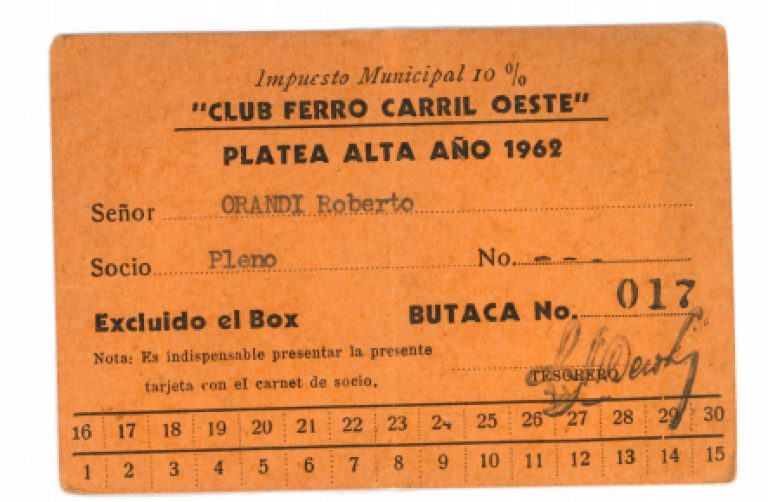 Impuesto Municipal 10 %
"CLUB FERRO CARRIL OESTE"
PLATEA ALTA AÑO 1962
Señor ORANDI Roberto
Socio Pleno No. - - -
Excluido el Box BUTACA No. 017
Nota: Es indispensable presentar la presente
tarjeta con el carnet de socio.
TESORERO
16 17 18 19 20 21 22 23 24 25 26 27 28 29 30
1 2 3 4 5 6 7 8 9 10 11 12 13 14 15